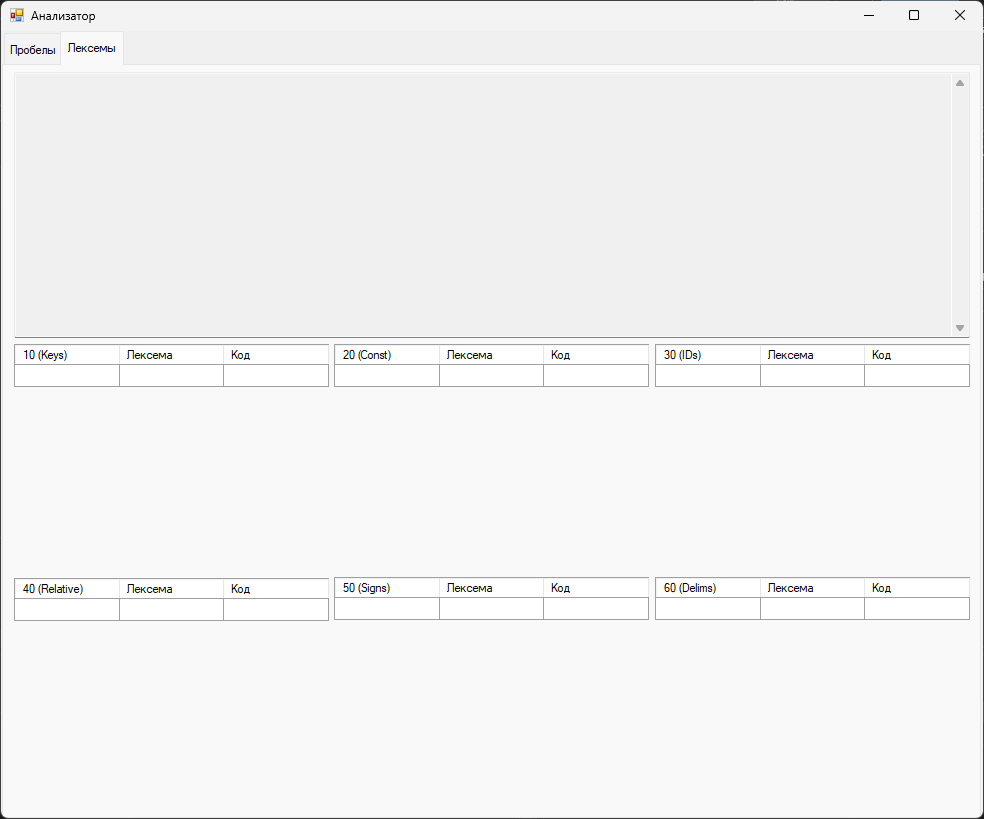 Анализатор
Пробелы Лексемы
10 (Keys) Лексема Код 20 (Const) Лексема Код 30 (IDs) Лексема Код
40 (Relative) Лексема Код 50 (Signs) Лексема Код 60 (Delims) Лексема Код